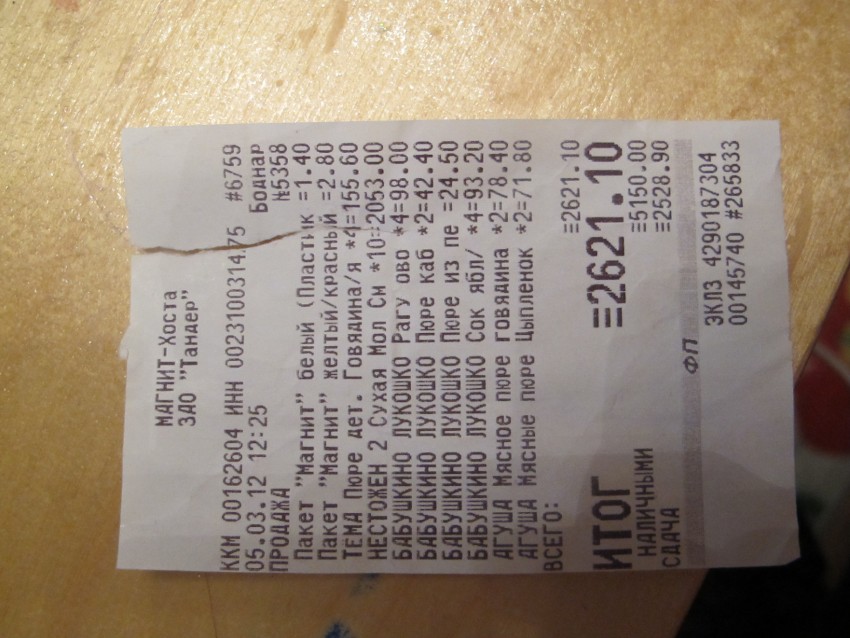 МАГНИТ-Хоста
ЗАО "Тандер"
ККМ 00162604 ИНН 002310031475 #6759
05.03.12 12:25 Боднар
ПРОДАЖА №5358
Пакет "Магнит" белый (Пластик =1.40
Пакет "Магнит" желтый/красный =2.80
ТЕМА Пюре дет. Говядина/я *4=155.60
НЕСТОЖЕН 2 Сухая Мол См *10=2053.00
БАБУШКИНО ЛУКОШКО Рагу ово *4=98.00
БАБУШКИНО ЛУКОШКО Пюре каб *2=42.40
БАБУШКИНО ЛУКОШКО Пюре из пе =24.50
БАБУШКИНО ЛУКОШКО Сок ябл/ *4=93.20
АГУША Мясное пюре говядина *2=78.40
АГУША Мясные пюре Цыпленок *2=71.80
ВСЕГО: ≡2621.10
ИТОГ ≡2621.10
НАЛИЧНЫМИ ≡5150.00
СДАЧА ≡2528.90
ФП
ЭКЛЗ 4290187304
00145740 #265833